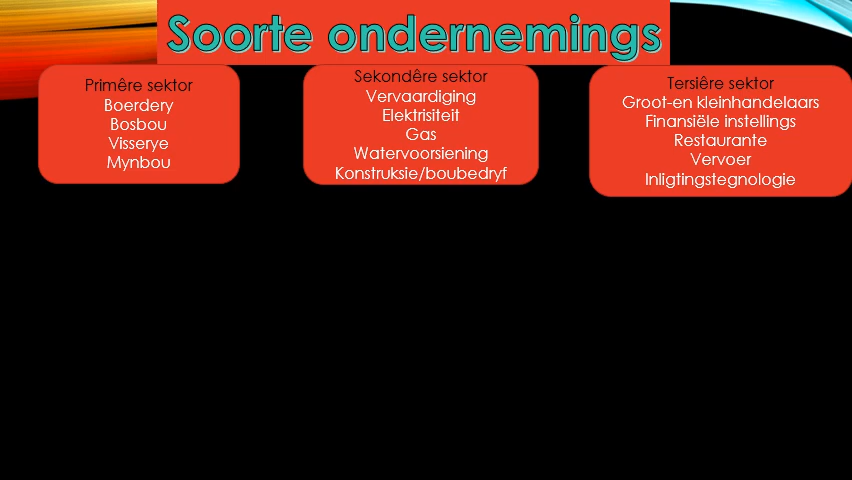 Soorte ondernemings
Primêre sektor
Boerdery
Bosbou
Visserye
Mynbou
Sekondêre sektor
Vervaardiging
Elektrisiteit
Gas
Watervoorsiening
Konstruksie/boubedryf
Tersiêre sektor
Groot-en kleinhandelaars
Finansiële instellings
Restaurante
Vervoer
Inligtingstegnologie